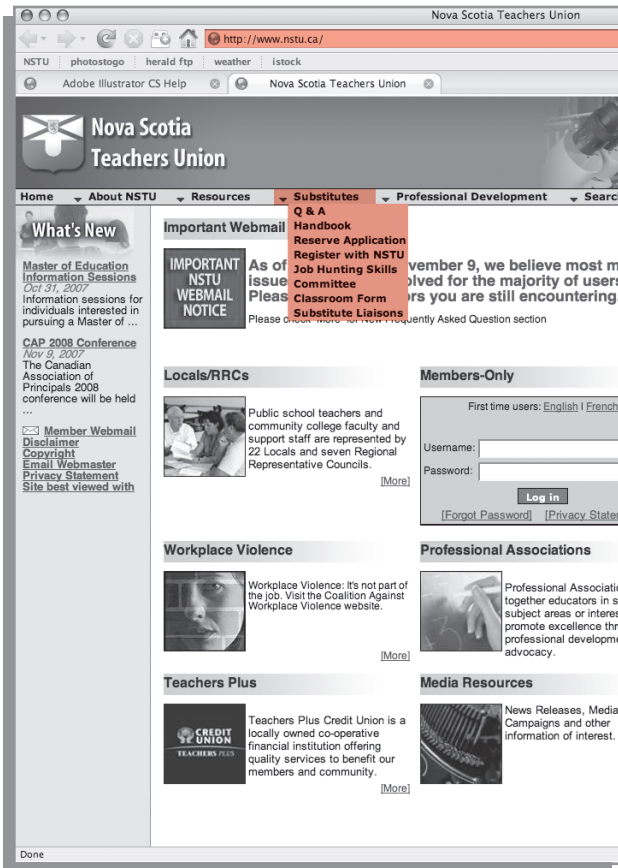 Nova Scotia Teachers Union
http://www.nstu.ca/
NSTU photostogo herald ftp weather istock
Adobe Illustrator CS Help Nova Scotia Teachers Union
Nova Scotia
Teachers Union
Home About NSTU Resources Substitutes Professional Development Searc
Q & A
Handbook
Reserve Application
Register with NSTU
Job Hunting Skills
Committee
Classroom Form
Substitute Liaisons
What's New
Master of Education
Information Sessions
Oct 31, 2007
Information sessions for
individuals interested in
pursuing a Master of ...
CAP 2008 Conference
Nov 9, 2007
The Canadian
Association of
Principals 2008
conference will be held
...
Member Webmail
Disclaimer
Copyright
Email Webmaster
Privacy Statement
Site best viewed with
Important Webmail
IMPORTANT
NSTU
WEBMAIL
NOTICE
As of vember 9, we believe most m
issues lved for the majority of users
Pleas rs you are still encountering.
Please check "More" for New Frequently Asked Question section
Locals/RRCs
Public school teachers and
community college faculty and
support staff are represented by
22 Locals and seven Regional
Representative Councils.
[More]
Members-Only
First time users: English I French
Username:
Password:
Log in
[Forgot Password] [Privacy Stater
Workplace Violence
Workplace Violence: It's not part of
the job. Visit the Coalition Against
Workplace Violence website.
[More]
Professional Associations
Professional Associatio
together educators in s
subject areas or interes
promote excellence thr
professional developme
advocacy.
Teachers Plus
CREDIT
UNION
TEACHERS PLUS
Teachers Plus Credit Union is a
locally owned co-operative
financial institution offering
quality services to benefit our
members and community.
[More]
Media Resources
News Releases, Media
Campaigns and other
information of interest.
Done